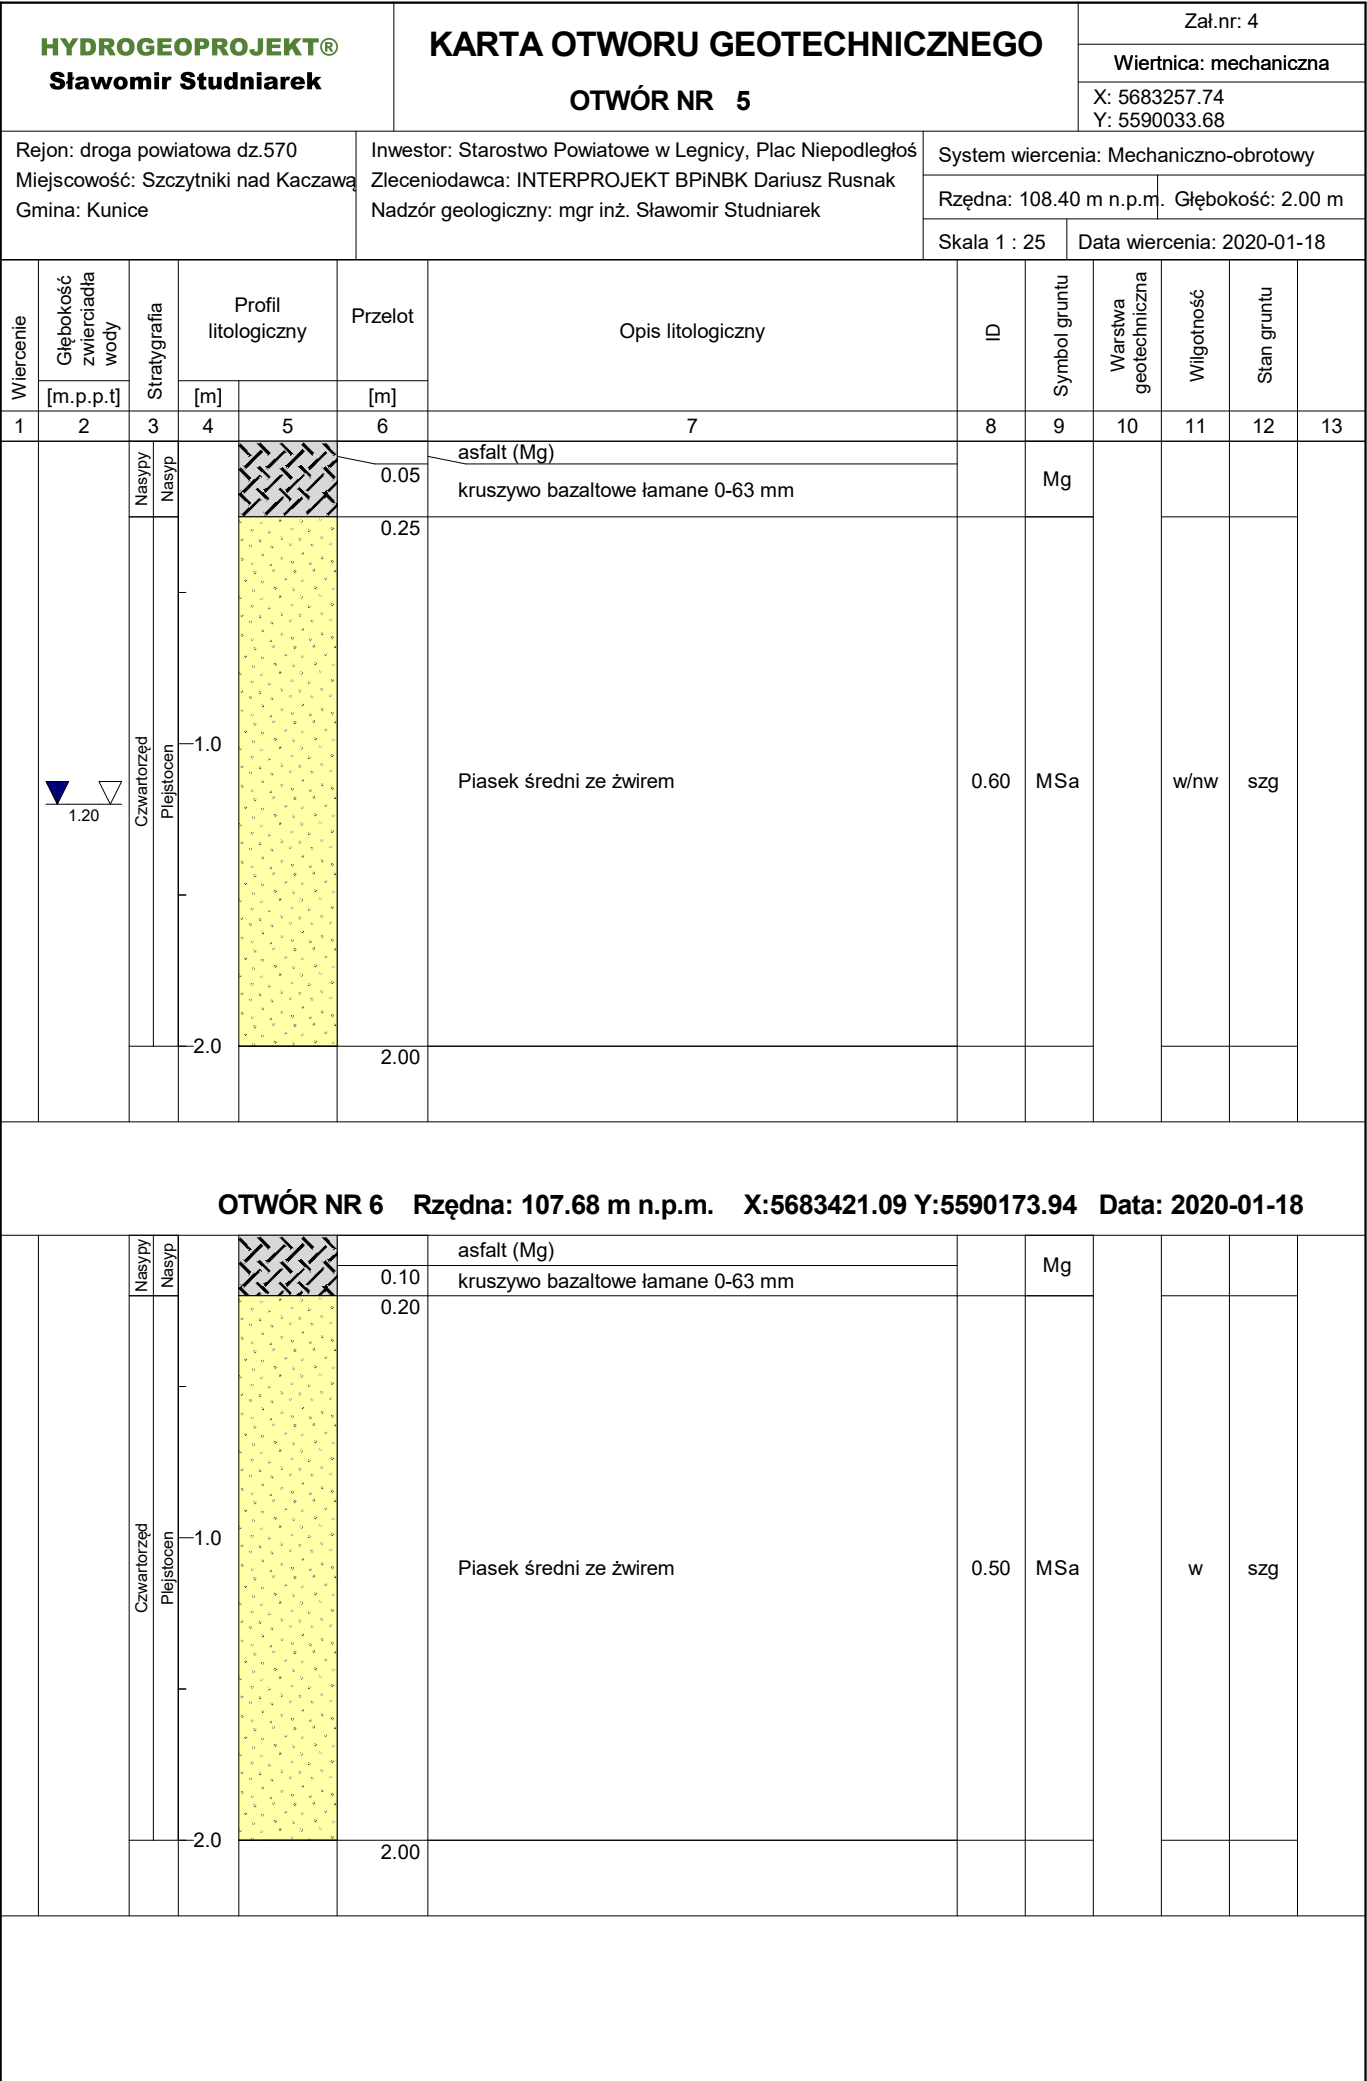 HYDROGEOPROJEKT®
Sławomir Studniarek
KARTA OTWORU GEOTECHNICZNEGO
OTWÓR NR 5
Zał.nr: 4
Wiertnica: mechaniczna
X: 5683257.74
Y: 5590033.68
Rejon: droga powiatowa dz.570
Miejscowość: Szczytniki nad Kaczawą
Gmina: Kunice
Inwestor: Starostwo Powiatowe w Legnicy, Plac Niepodległoś
Zleceniodawca: INTERPROJEKT BPiNBK Dariusz Rusnak
Nadzór geologiczny: mgr inż. Sławomir Studniarek
System wiercenia: Mechaniczno-obrotowy
Rzędna: 108.40 m n.p.m. Głębokość: 2.00 m
Skala 1 : 25 Data wiercenia: 2020-01-18
Wiercenie
Głębokość
zwierciadła
wody
[m.p.p.t]
Stratygrafia
Profil
litologiczny
[m]
Przelot
[m]
Opis litologiczny
ID
Symbol gruntu
Warstwa
geotechniczna
Wilgotność
Stan gruntu
1 2 3 4 5 6 7 8 9 10 11 12 13
Nasypy
Nasyp
asfalt (Mg)
0.05
kruszywo bazaltowe łamane 0-63 mm
Mg
0.25
1.0
Czwartorzęd
Plejstocen
1.20
Piasek średni ze żwirem 0.60 MSa w/nw szg
2.0
2.00
OTWÓR NR 6 Rzędna: 107.68 m n.p.m. X:5683421.09 Y:5590173.94 Data: 2020-01-18
Nasypy
Nasyp
asfalt (Mg)
0.10
kruszywo bazaltowe łamane 0-63 mm
Mg
0.20
1.0
Czwartorzęd
Plejstocen
Piasek średni ze żwirem 0.50 MSa w szg
2.0
2.00